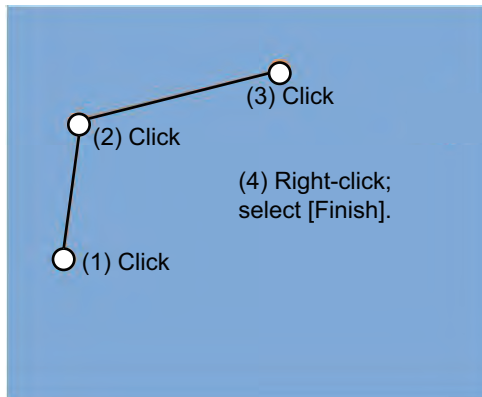 (3) Click
(2) Click
(4) Right-click;
select [Finish].
(1) Click